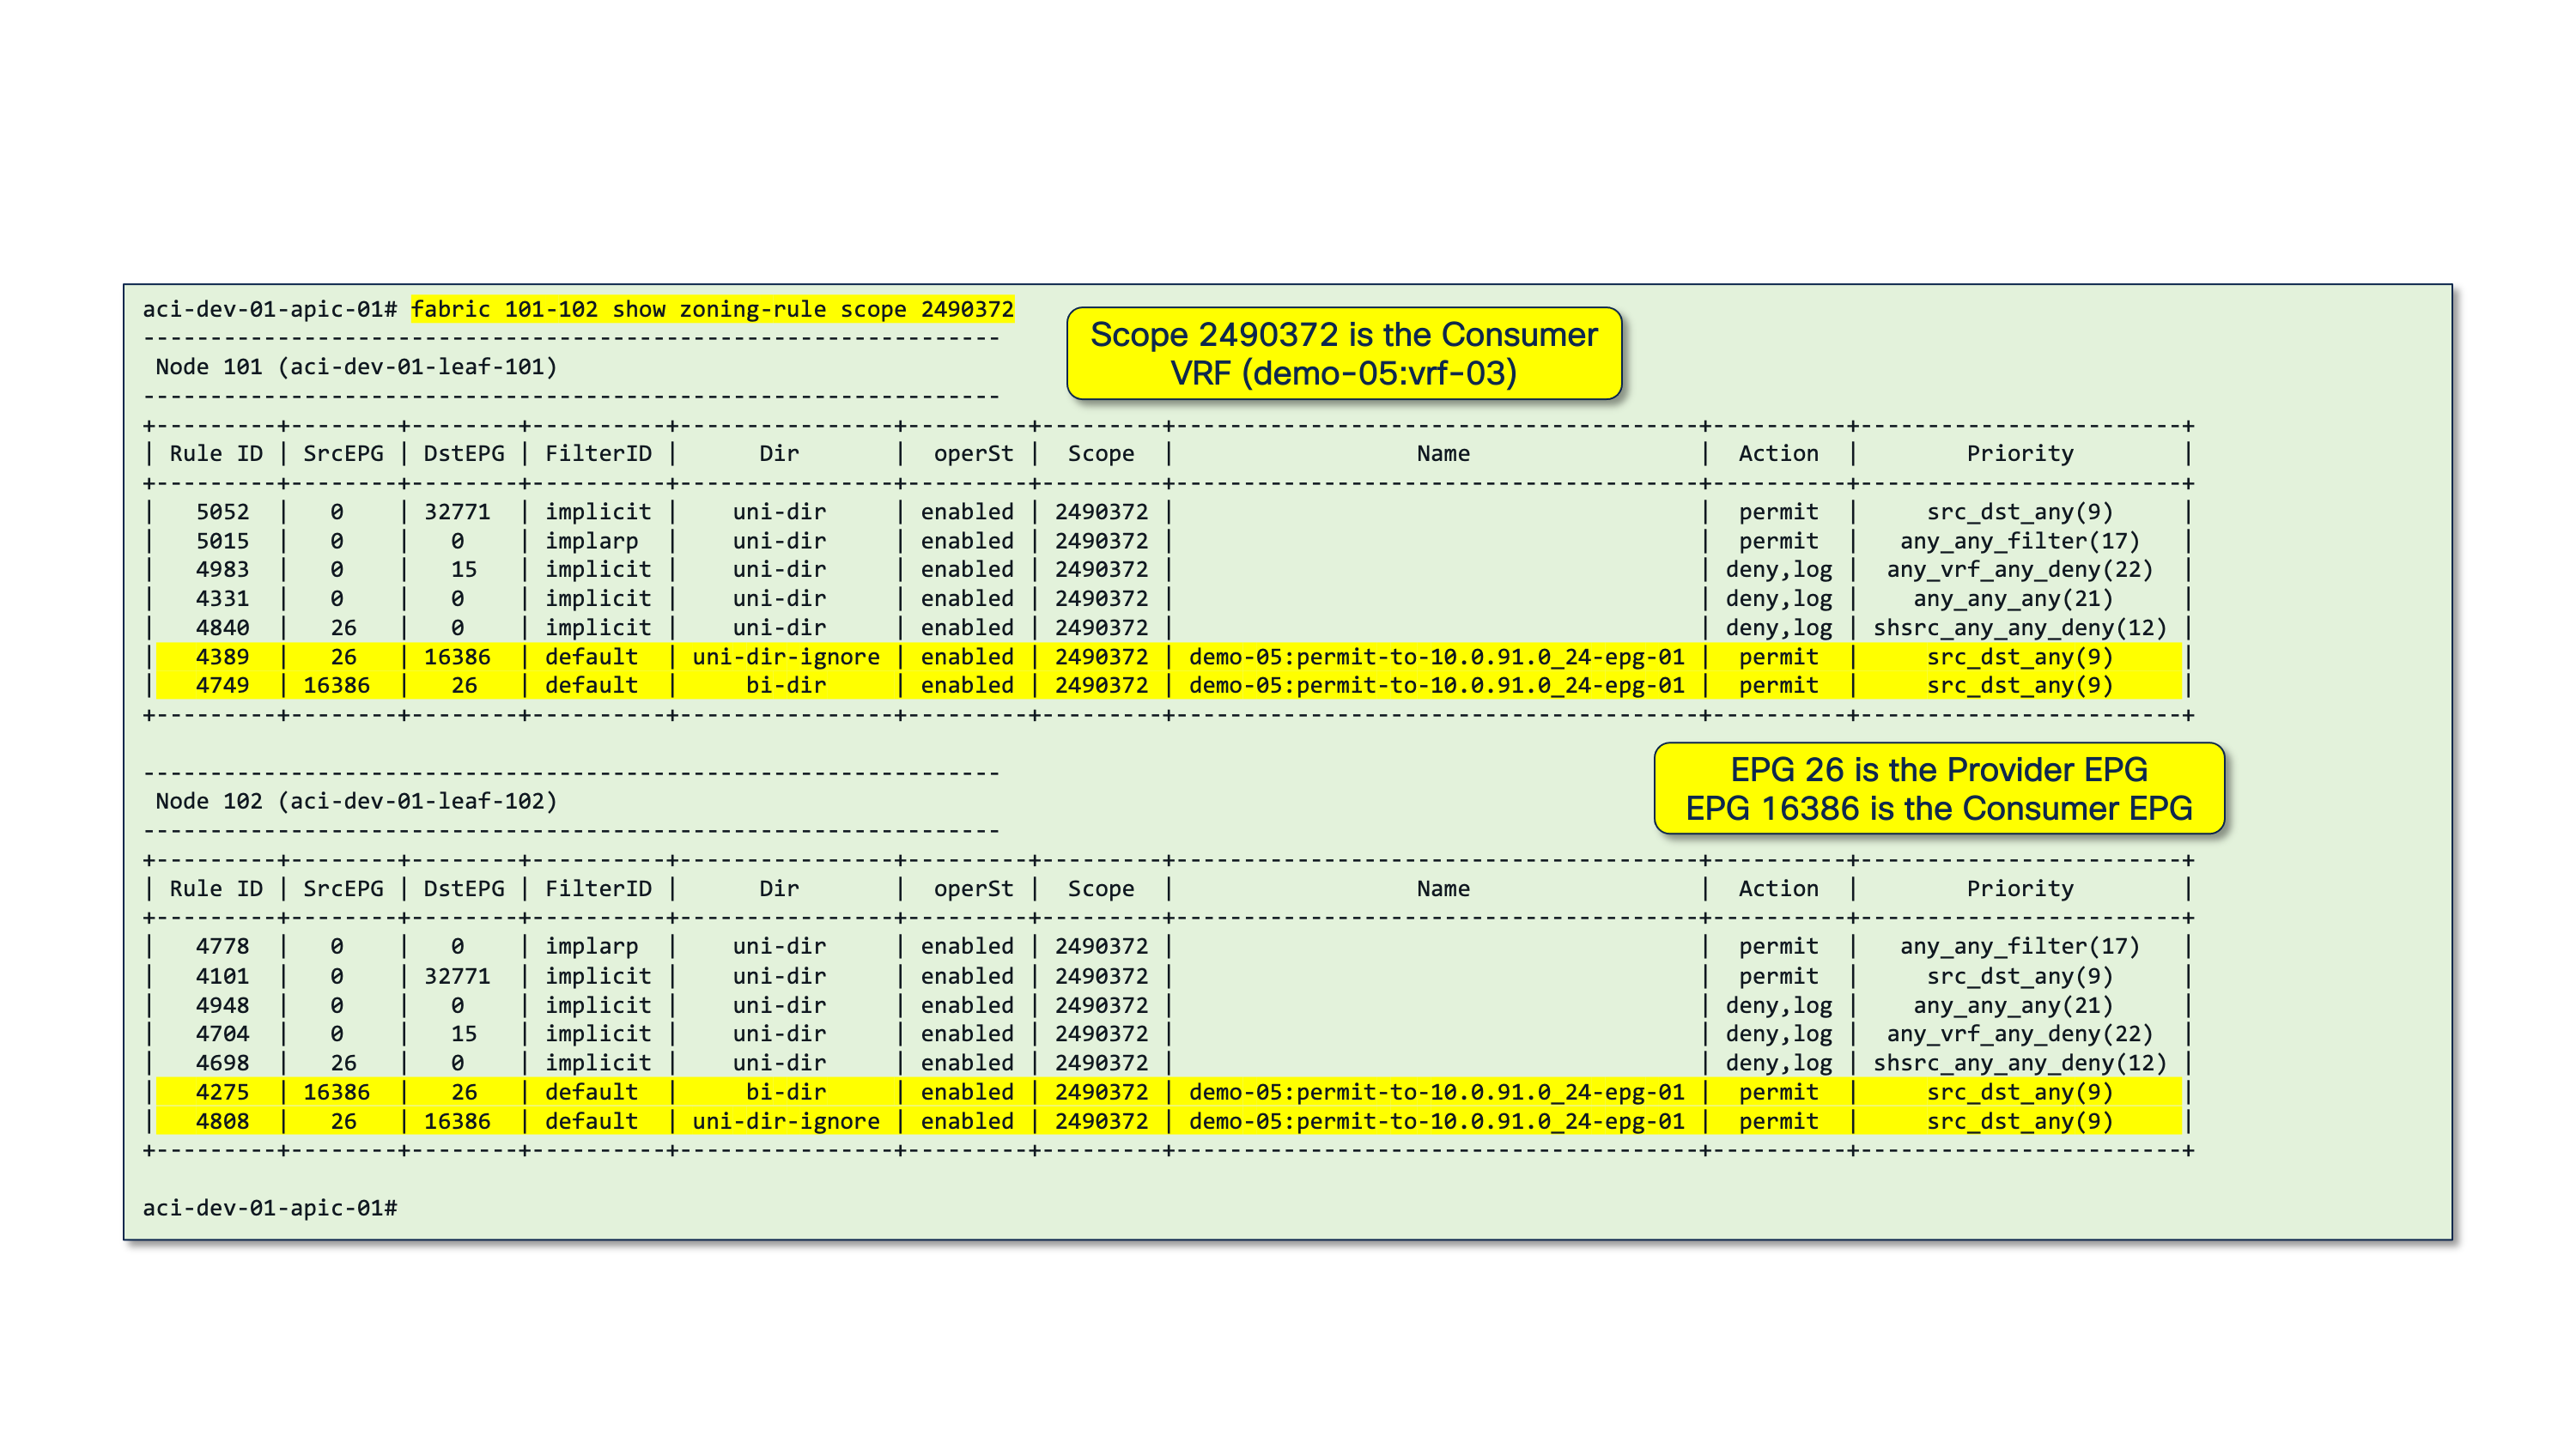 aci-dev-01-apic-01# fabric 101-102 show zoning-rule scope 2490372
----------------------------------------------------------------
Scope 2490372 is the Consumer
VRF (demo-05:vrf-03)
 Node 101 (aci-dev-01-leaf-101)
----------------------------------------------------------------
+---------+--------+--------+----------+----------------+---------+---------+---------------------------------------+----------+------------------------+
| Rule ID | SrcEPG | DstEPG | FilterID |      Dir       |  operSt |  Scope  |                  Name                 |  Action  |        Priority        |
+---------+--------+--------+----------+----------------+---------+---------+---------------------------------------+----------+------------------------+
|   5052  |   0    | 32771  | implicit |    uni-dir     | enabled | 2490372 |                                       |  permit  |     src_dst_any(9)     |
|   5015  |   0    |   0    | implarp  |    uni-dir     | enabled | 2490372 |                                       |  permit  |   any_any_filter(17)   |
|   4983  |   0    |   15   | implicit |    uni-dir     | enabled | 2490372 |                                       | deny,log |  any_vrf_any_deny(22)  |
|   4331  |   0    |   0    | implicit |    uni-dir     | enabled | 2490372 |                                       | deny,log |    any_any_any(21)     |
|   4840  |   26   |   0    | implicit |    uni-dir     | enabled | 2490372 |                                       | deny,log | shsrc_any_any_deny(12) |
|   4389  |   26   | 16386  | default  | uni-dir-ignore | enabled | 2490372 | demo-05:permit-to-10.0.91.0_24-epg-01 |  permit  |     src_dst_any(9)     |
|   4749  | 16386  |   26   | default  |     bi-dir     | enabled | 2490372 | demo-05:permit-to-10.0.91.0_24-epg-01 |  permit  |     src_dst_any(9)     |
+---------+--------+--------+----------+----------------+---------+---------+---------------------------------------+----------+------------------------+
EPG 26 is the Provider EPG
EPG 16386 is the Consumer EPG
----------------------------------------------------------------
 Node 102 (aci-dev-01-leaf-102)
----------------------------------------------------------------
+---------+--------+--------+----------+----------------+---------+---------+---------------------------------------+----------+------------------------+
| Rule ID | SrcEPG | DstEPG | FilterID |      Dir       |  operSt |  Scope  |                  Name                 |  Action  |        Priority        |
+---------+--------+--------+----------+----------------+---------+---------+---------------------------------------+----------+------------------------+
|   4778  |   0    |   0    | implarp  |    uni-dir     | enabled | 2490372 |                                       |  permit  |   any_any_filter(17)   |
|   4101  |   0    | 32771  | implicit |    uni-dir     | enabled | 2490372 |                                       |  permit  |     src_dst_any(9)     |
|   4948  |   0    |   0    | implicit |    uni-dir     | enabled | 2490372 |                                       | deny,log |    any_any_any(21)     |
|   4704  |   0    |   15   | implicit |    uni-dir     | enabled | 2490372 |                                       | deny,log |  any_vrf_any_deny(22)  |
|   4698  |   26   |   0    | implicit |    uni-dir     | enabled | 2490372 |                                       | deny,log | shsrc_any_any_deny(12) |
|   4275  | 16386  |   26   | default  |     bi-dir     | enabled | 2490372 | demo-05:permit-to-10.0.91.0_24-epg-01 |  permit  |     src_dst_any(9)     |
|   4808  |   26   | 16386  | default  | uni-dir-ignore | enabled | 2490372 | demo-05:permit-to-10.0.91.0_24-epg-01 |  permit  |     src_dst_any(9)     |
+---------+--------+--------+----------+----------------+---------+---------+---------------------------------------+----------+------------------------+
aci-dev-01-apic-01#